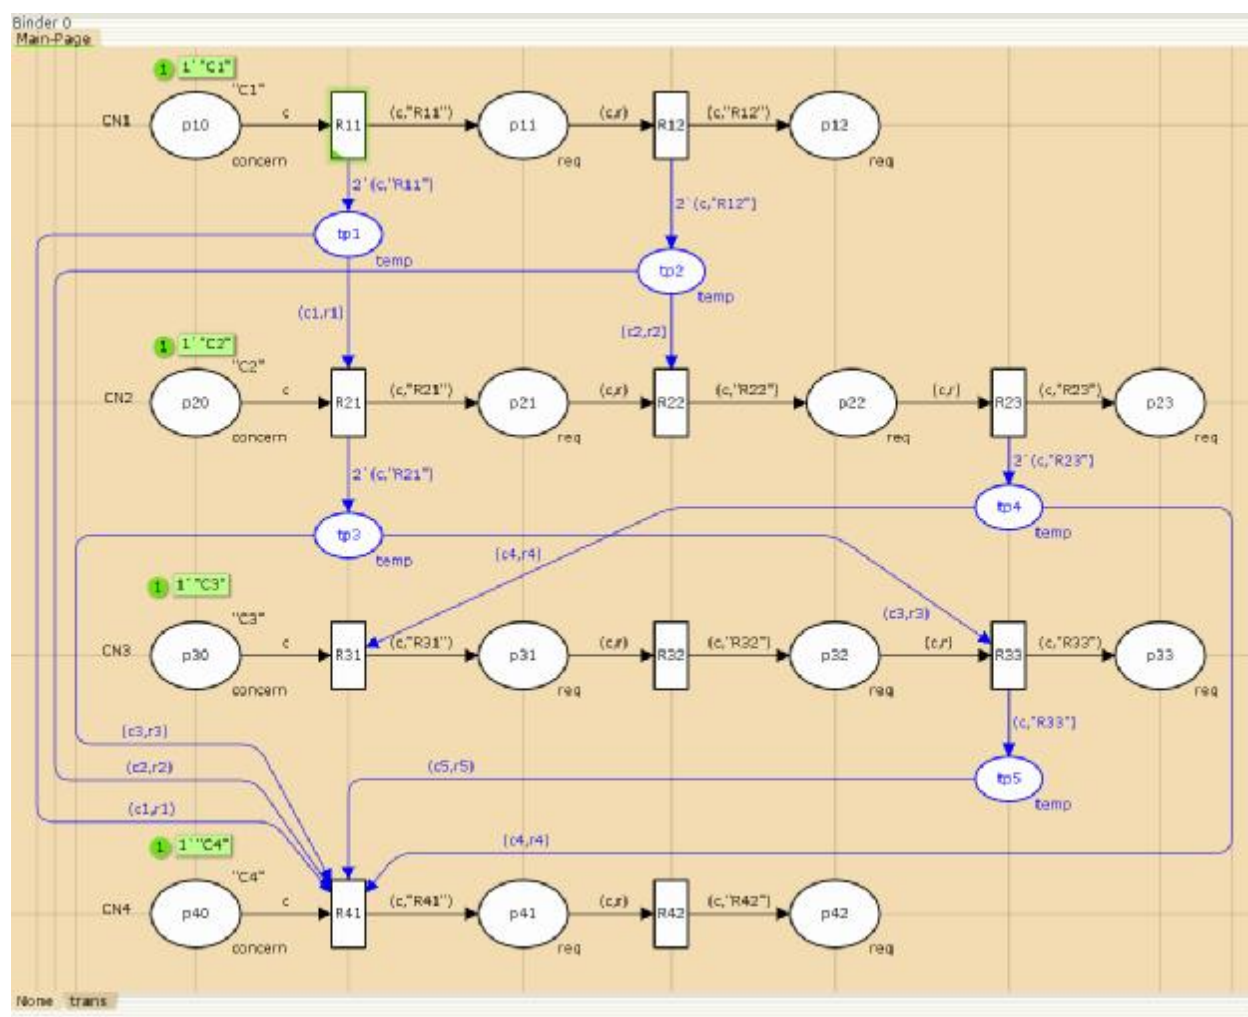 Binder 0
Main-Page
1 1`"C1"
"C1"
CN1 p10 c R11 (c,"R11") p11 (c,r) R12 (c,"R12") p12
concern req req
2`(c,"R11")
2`(c,"R12")
tp1
temp
tp2
temp
(c1,r1)
(c2,r2)
1 1`"C2"
"C2"
CN2 p20 c R21 (c,"R21") p21 (c,r) R22 (c,"R22") p22 (c,r) R23 (c,"R23") p23
concern req req req
2`(c,"R21")
2`(c,"R23")
tp4
temp
tp3
temp
(c4,r4)
1 1`"C3"
(c3,r3)
"C3"
CN3 p30 c R31 (c,"R31") p31 (c,r) R32 (c,"R32") p32 (c,r) R33 (c,"R33") p33
concern req req req
(c,"R33")
(c3,r3)
(c2,r2)
(c5,r5)
tp5
temp
(c1,r1)
(c4,r4)
1 1`"C4"
"C4"
CN4 p40 c R41 (c,"R41") p41 (c,r) R42 (c,"R42") p42
concern req req
None trans